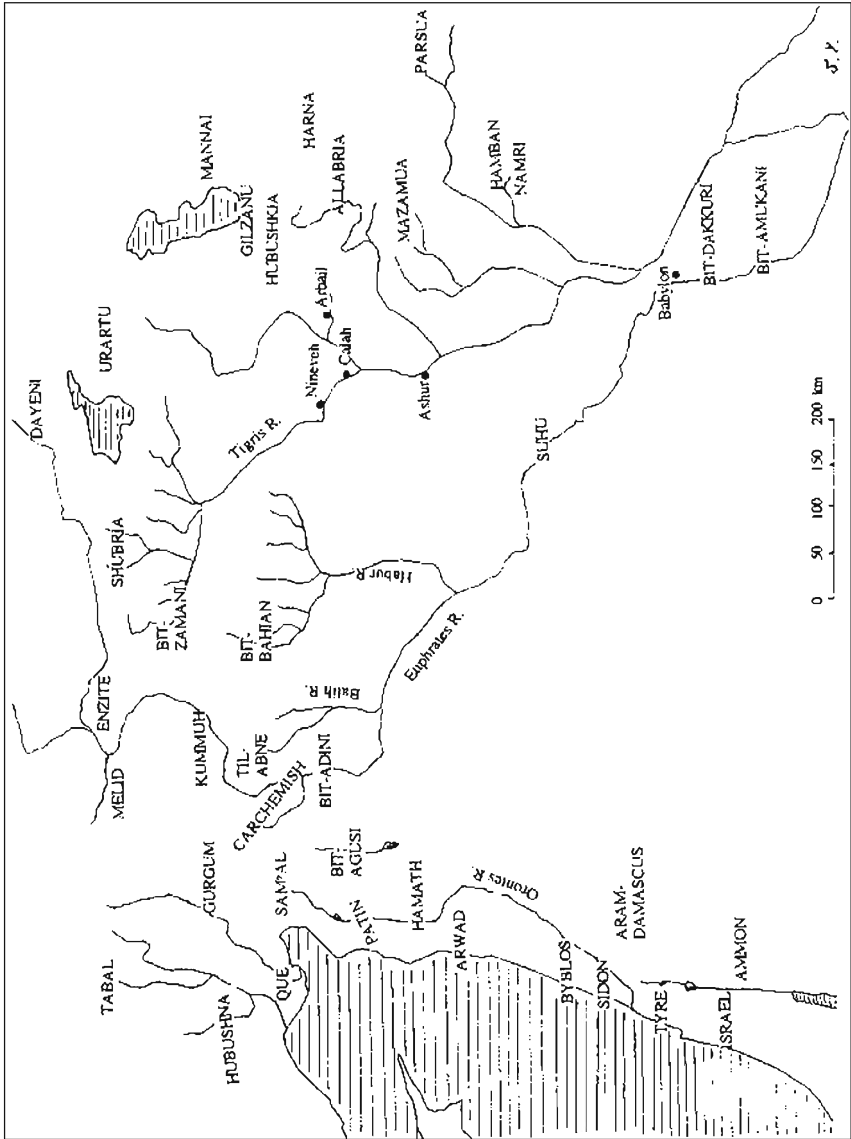 TABAL
HUBUSHNA
QUE
GURGUM
SAM'AL
PATIN
HAMATH
ARWAD
Orontes R.
BYBLOS
SIDON
ARAM-
DAMASCUS
TYRE
ISRAEL
AMMON
MELID
ENZITE
KUMMUH
TIL-
ABNE
CARCHEMISH
BIT-ADINI
BIT-
AGUSI
Balih R.
BIT-
BAHIAN
Habur R.
Euphrates R.
SUHU
BIT-
ZAMANI
SHUBRIA
DAYENI
URARTU
Tigris R.
Nineveh
Calah
Arbail
Ashur
MANNAI
GILZANU
HUBUSHKIA
HARNA
ALLABRIA
MAZAMUA
PARSUA
HAMBAN
NAMRI
Babylon
BIT-DAKKURI
BIT-AMUKANI
0 50 100 150 200 km